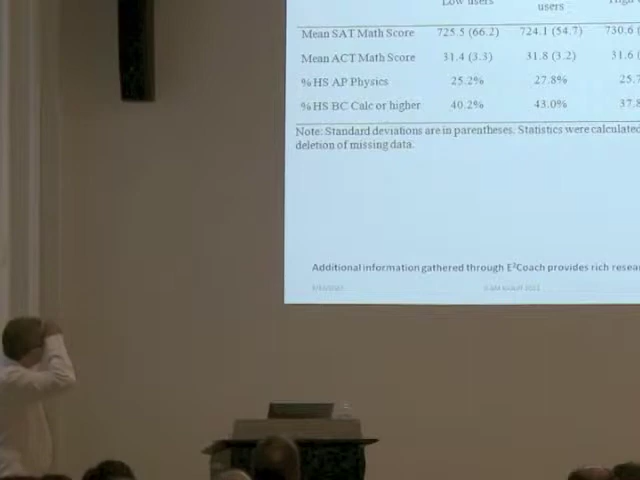 Low users users High
Mean SAT Math Score 725.5 (66.2) 724.1 (54.7) 730.6 (
Mean ACT Math Score 31.4 (3.3) 31.8 (3.2) 31.6 (
% HS AP Physics 25.2% 27.8% 25.7
% HS BC Calc or higher 40.2% 43.0% 37.8
Note: Standard deviations are in parentheses. Statistics were calculated
deletion of missing data.
Additional information gathered through E²Coach provides rich resear